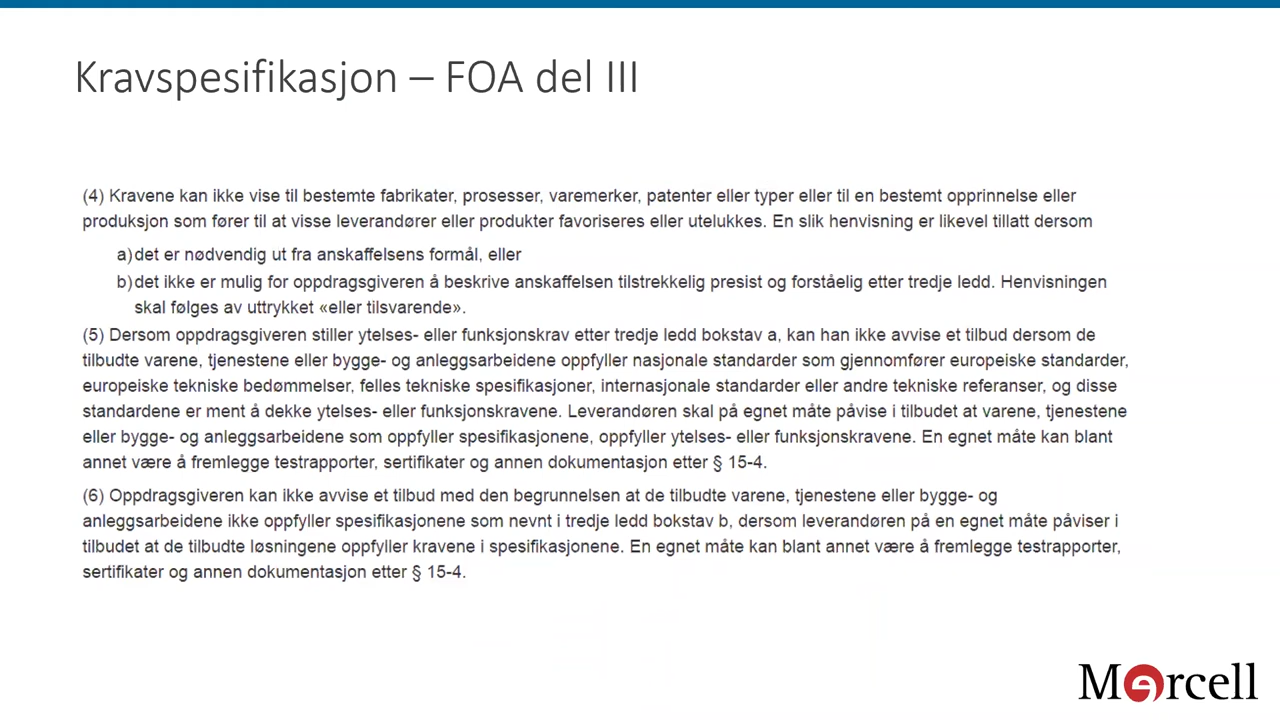 Kravspesifikasjon – FOA del III
(4) Kravene kan ikke vise til bestemte fabrikater, prosesser, varemerker, patenter eller typer eller til en bestemt opprinnelse eller
produksjon som fører til at visse leverandører eller produkter favoriseres eller utelukkes. En slik henvisning er likevel tillatt dersom
a) det er nødvendig ut fra anskaffelsens formål, eller
b) det ikke er mulig for oppdragsgiveren å beskrive anskaffelsen tilstrekkelig presist og forståelig etter tredje ledd. Henvisningen
skal følges av uttrykket «eller tilsvarende».
(5) Dersom oppdragsgiveren stiller ytelses- eller funksjonskrav etter tredje ledd bokstav a, kan han ikke avvise et tilbud dersom de
tilbudte varene, tjenestene eller bygge- og anleggsarbeidene oppfyller nasjonale standarder som gjennomfører europeiske standarder,
europeiske tekniske bedømmelser, felles tekniske spesifikasjoner, internasjonale standarder eller andre tekniske referanser, og disse
standardene er ment å dekke ytelses- eller funksjonskravene. Leverandøren skal på egnet måte påvise i tilbudet at varene, tjenestene
eller bygge- og anleggsarbeidene som oppfyller spesifikasjonene, oppfyller ytelses- eller funksjonskravene. En egnet måte kan blant
annet være å fremlegge testrapporter, sertifikater og annen dokumentasjon etter § 15-4.
(6) Oppdragsgiveren kan ikke avvise et tilbud med den begrunnelsen at de tilbudte varene, tjenestene eller bygge- og
anleggsarbeidene ikke oppfyller spesifikasjonene som nevnt i tredje ledd bokstav b, dersom leverandøren på en egnet måte påviser i
tilbudet at de tilbudte løsningene oppfyller kravene i spesifikasjonene. En egnet måte kan blant annet være å fremlegge testrapporter,
sertifikater og annen dokumentasjon etter § 15-4.
Mercell